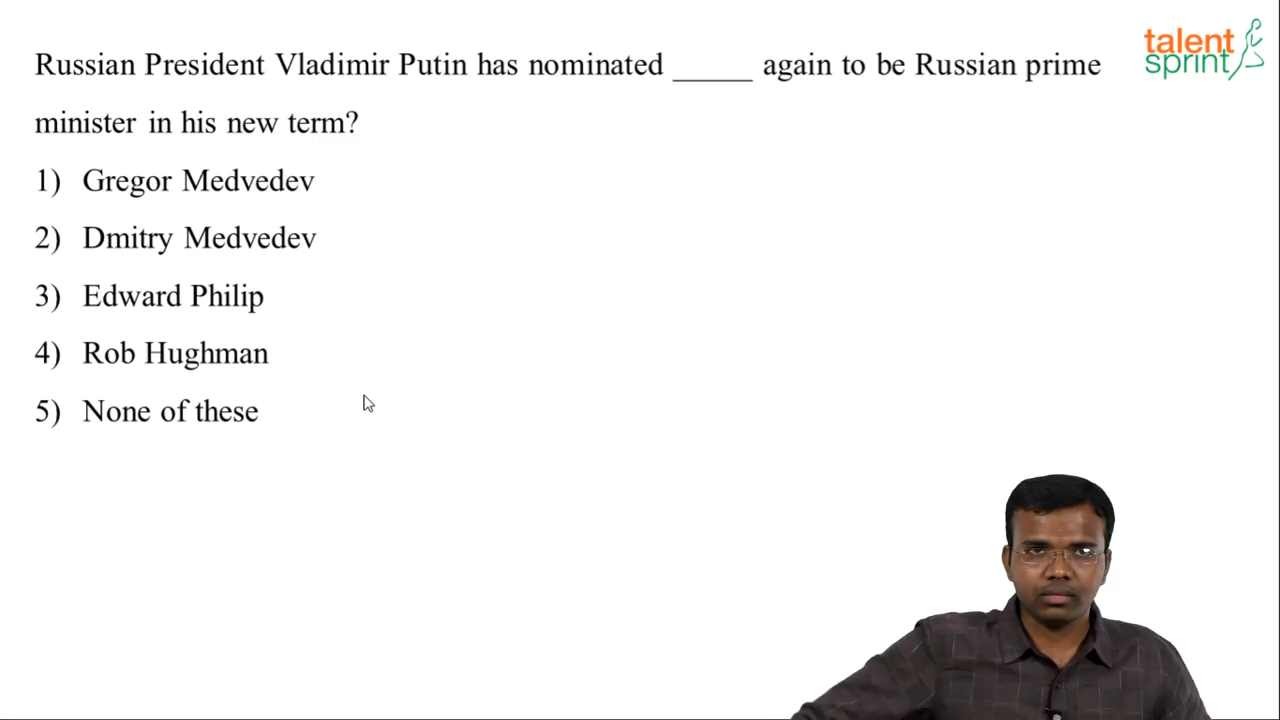 talent
sprint
Russian President Vladimir Putin has nominated _____ again to be Russian prime
minister in his new term?
1) Gregor Medvedev
2) Dmitry Medvedev
3) Edward Philip
4) Rob Hughman
5) None of these